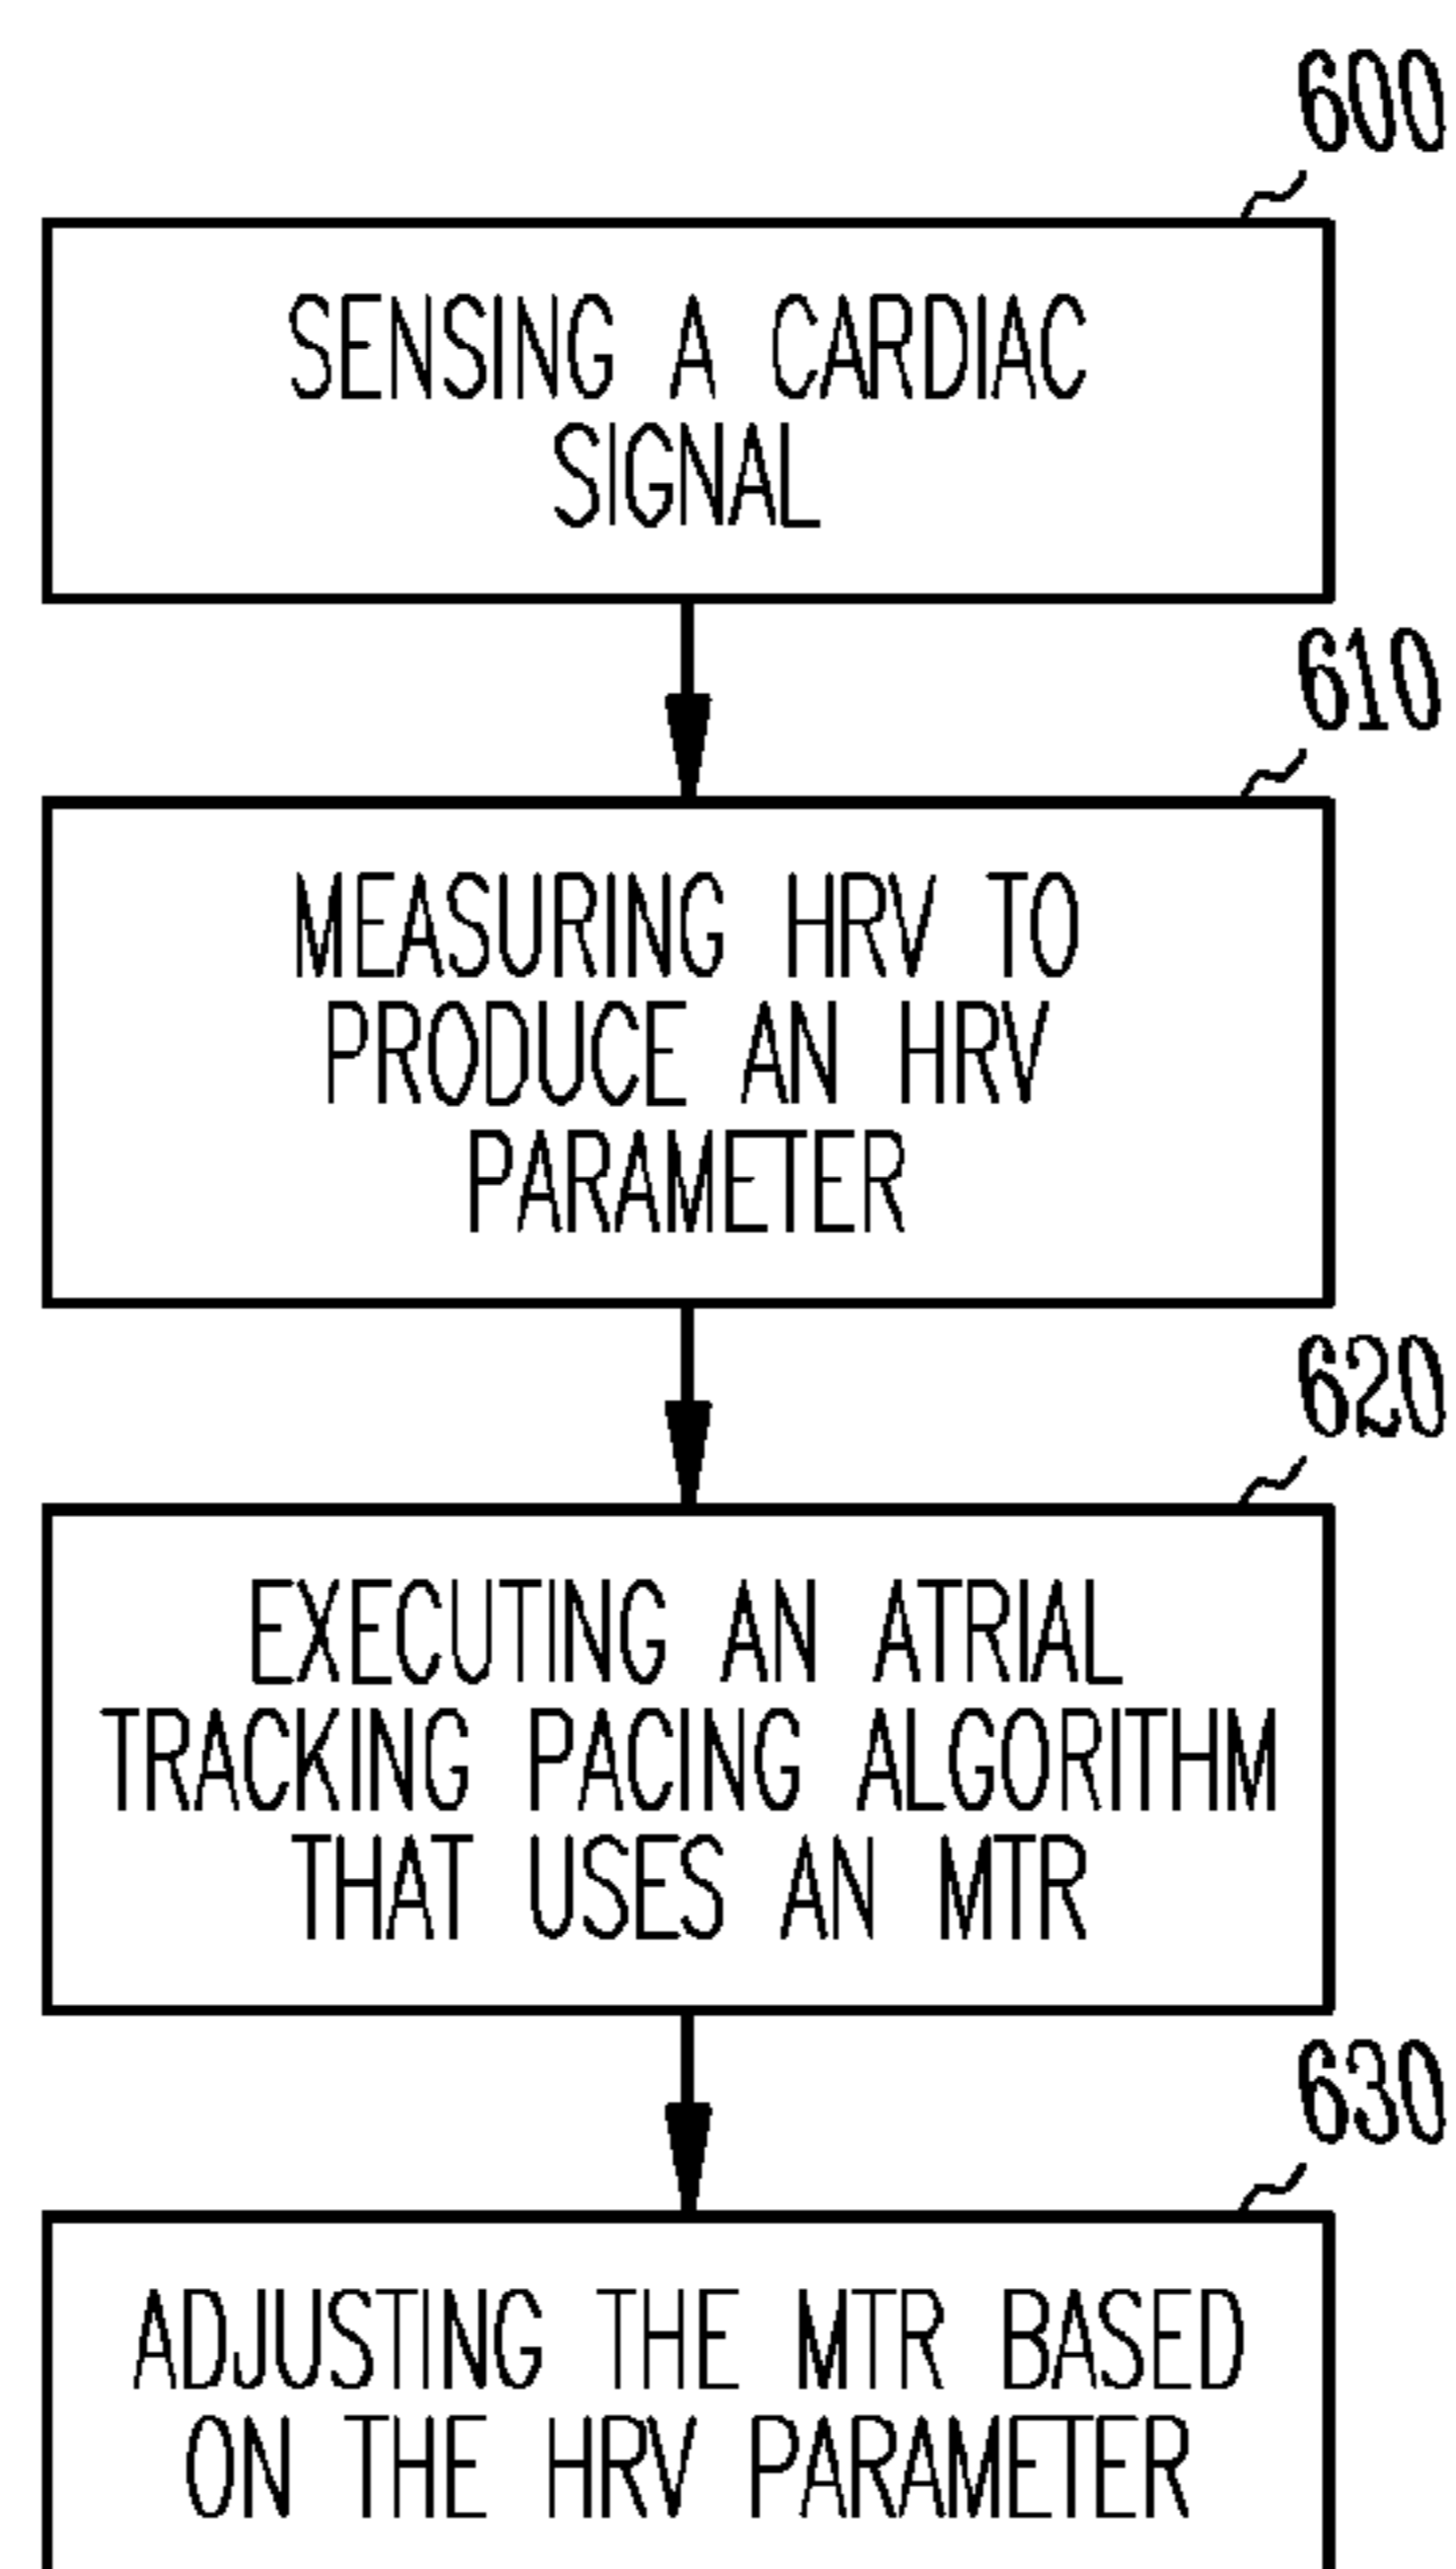 600
SENSING A CARDIAC
SIGNAL
610
MEASURING HRV TO
PRODUCE AN HRV
PARAMETER
620
EXECUTING AN ATRIAL
TRACKING PACING ALGORITHM
THAT USES AN MTR
630
ADJUSTING THE MTR BASED
ON THE HRV PARAMETER